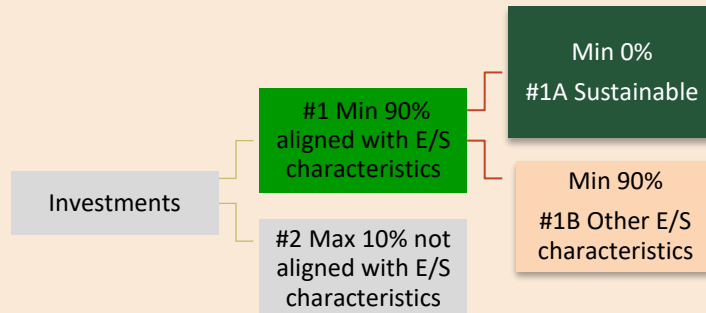 Investments
#1 Min 90%
aligned with E/S
characteristics
#2 Max 10% not
aligned with E/S
characteristics
Min 0%
#1A Sustainable
Min 90%
#1B Other E/S
characteristics